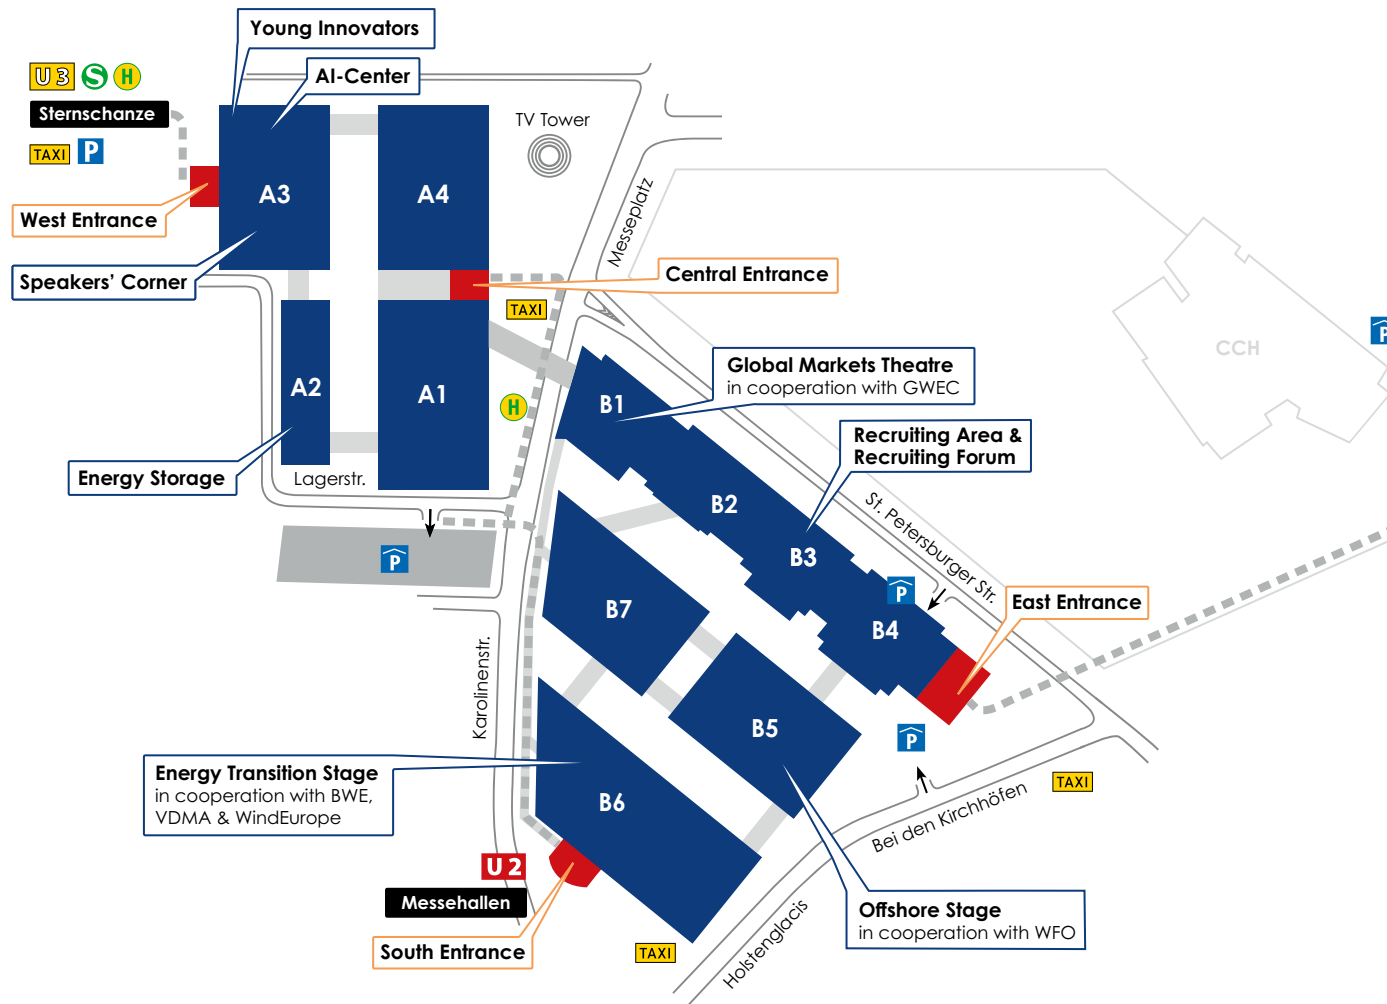 Young Innovators
AI-Center
U3 S H
Sternschanze
TAXI P
TV Tower
A3
A4
West Entrance
Messeplatz
Speakers’ Corner
Central Entrance
TAXI
P
CCH
Global Markets Theatre
in cooperation with GWEC
A2
A1
B1
H
Recruiting Area &
Recruiting Forum
Energy Storage
Lagerstr.
B2
St. Petersburger Str.
P
B3
P
East Entrance
B7
B4
Karolinenstr.
B5
P
Energy Transition Stage
in cooperation with BWE,
VDMA & WindEurope
B6
TAXI
Bei den Kirchhöfen
U2
Messehallen
Offshore Stage
in cooperation with WFO
South Entrance
TAXI
Holstenglacis